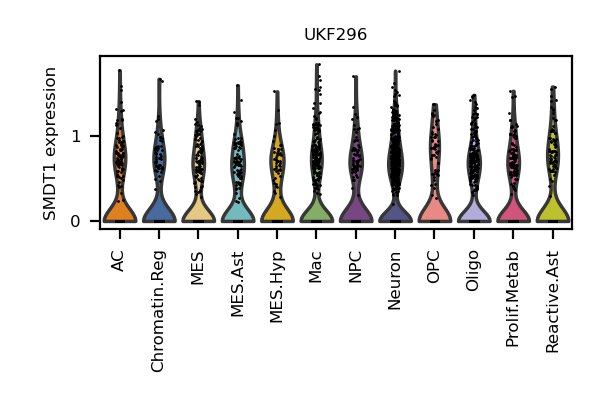 UKF296
SMDT1 expression
1
0
AC
Chromatin.Reg
MES
MES.Ast
MES.Hyp
Mac
NPC
Neuron
OPC
Oligo
Prolif.Metab
Reactive.Ast